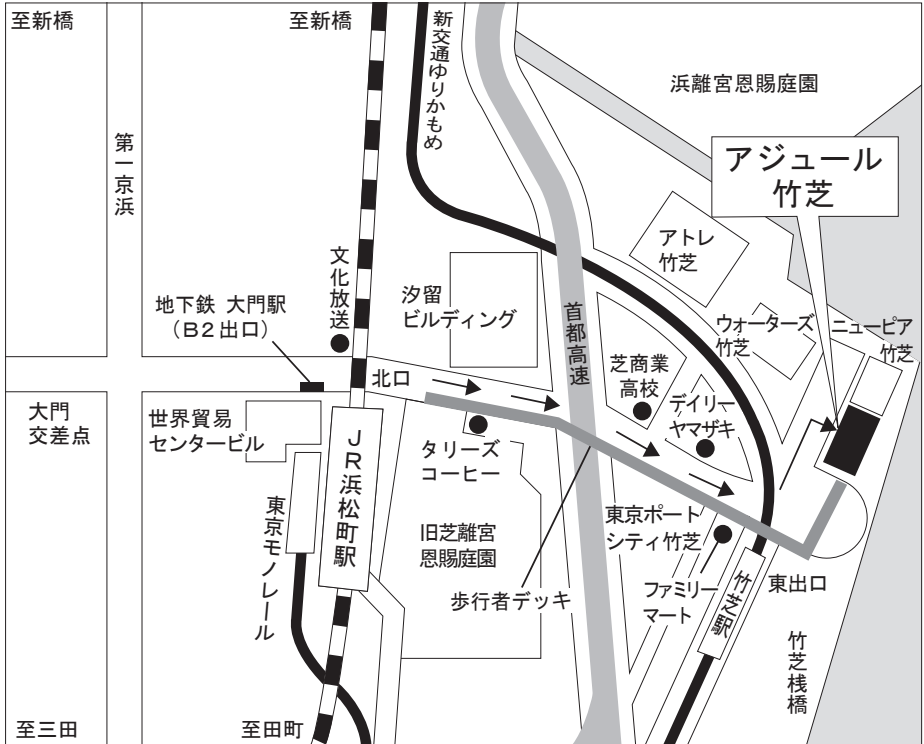 至新橋
至新橋
新交通ゆりかもめ
浜離宮恩賜庭園
第一京浜
アジュール
竹芝
アトレ
竹芝
文化放送
汐留
ビルディング
地下鉄 大門駅
（B2出口）
首都高速
ウォーターズ
竹芝
ニューピア
竹芝
北口
芝商業
高校
デイリー
ヤマザキ
大門
交差点
世界貿易
センタービル
JR浜松町駅
タリーズ
コーヒー
東京モノレール
旧芝離宮
恩賜庭園
東京ポート
シティ竹芝
歩行者デッキ
ファミリー
マート
竹芝駅
東出口
竹芝桟橋
至三田
至田町